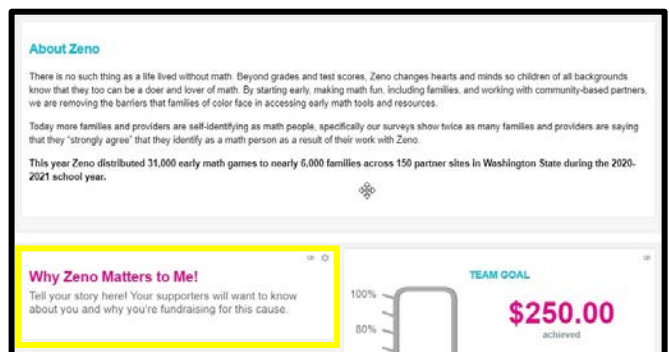 About Zeno
There is no such thing as a life lived without math. Beyond grades and test scores, Zeno changes hearts and minds so children of all backgrounds
know that they too can be a doer and lover of math. By starting early, making math fun, including families, and working with community-based partners,
we are removing the barriers that families of color face in accessing early math tools and resources.
Today more families and providers are self-identifying as math people, specifically our surveys show twice as many families and providers are saying
that they "strongly agree" that they identify as a math person as a result of their work with Zeno.
This year Zeno distributed 31,000 early math games to nearly 6,000 families across 150 partner sites in Washington State during the 2020-
2021 school year.
Why Zeno Matters to Me!
Tell your story here! Your supporters will want to know
about you and why you're fundraising for this cause.
TEAM GOAL
100%
$250.00
80%
achieved